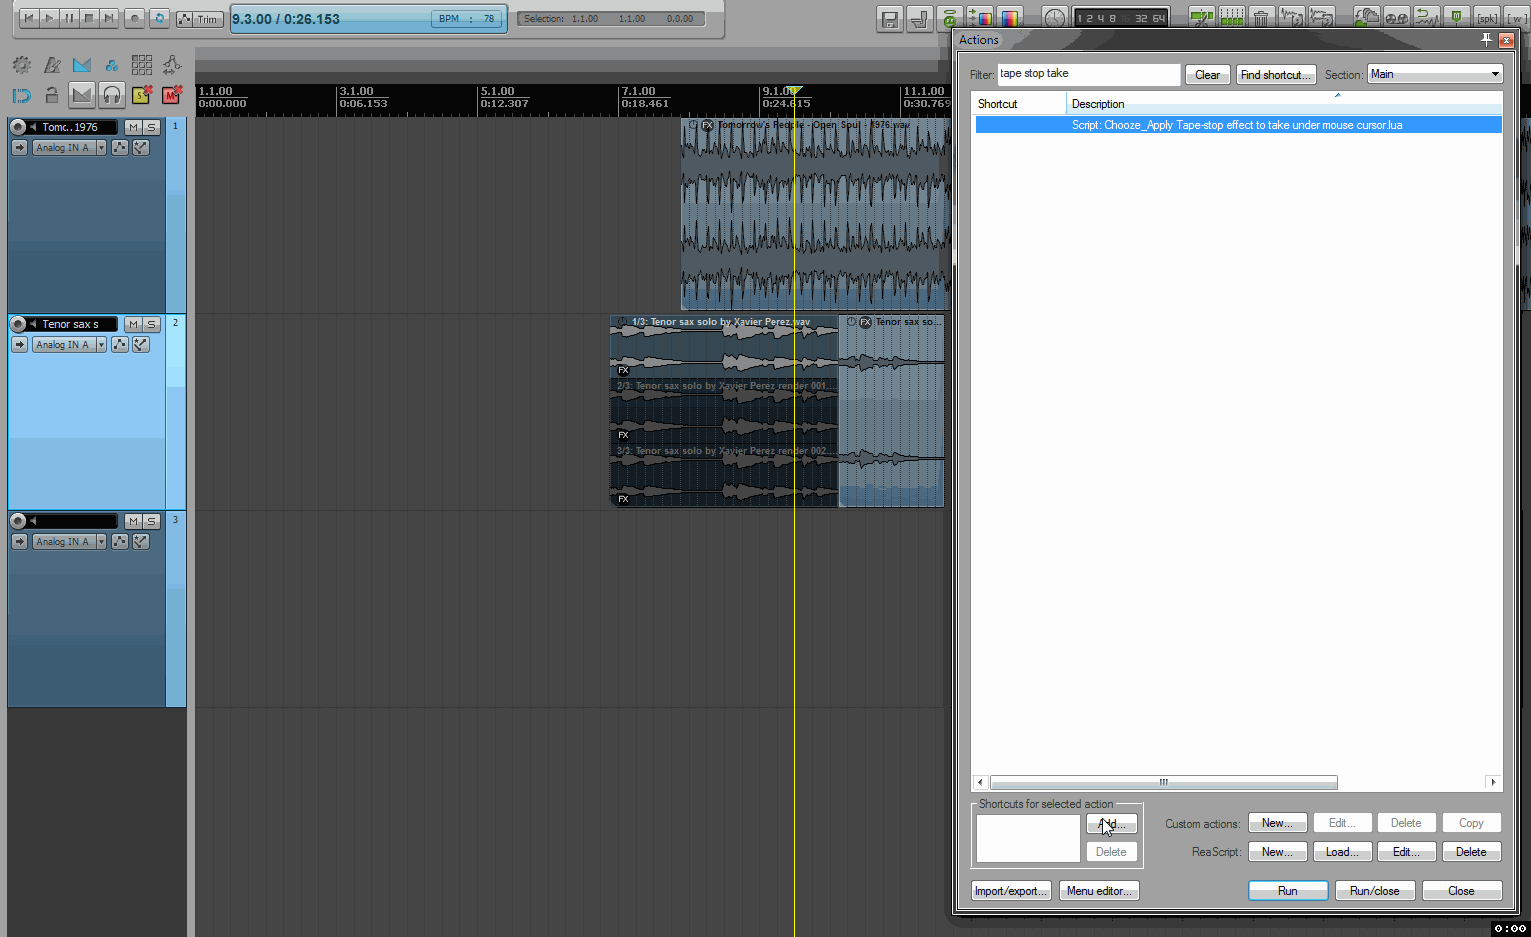 Trim
9.3.00 / 0:26.153
BPM : 78
Selection: 1.1.00 1.1.00 0.0.00
1 2 4 8 16 32 64
[spk]
[ w ]
Actions
Filter: tape stop take
Clear
Find shortcut...
Section: Main
Shortcut Description
Script: Chooze_Apply Tape-stop effect to take under mouse cursor.lua
1.1.00 3.1.00 5.1.00 7.1.00 9.1.00 11.1.00
0:00.000 0:06.153 0:12.307 0:18.461 0:24.615 0:30.769
Tomc..1976 M S 1
Analog IN A
FX Tomorrow's People - Open Soul - 1976.wav
Tenor sax s M S 2
Analog IN A
1/3: Tenor sax solo by Xavier Perez.wav
FX Tenor sax so...
FX
2/3: Tenor sax solo by Xavier Perez render 001....
FX
3/3: Tenor sax solo by Xavier Perez render 002....
FX
M S 3
Analog IN A
Shortcuts for selected action
Add...
Delete
Custom actions: New... Edit... Delete Copy
ReaScript: New... Load... Edit... Delete
Import/export... Menu editor... Run Run/close Close
0:00